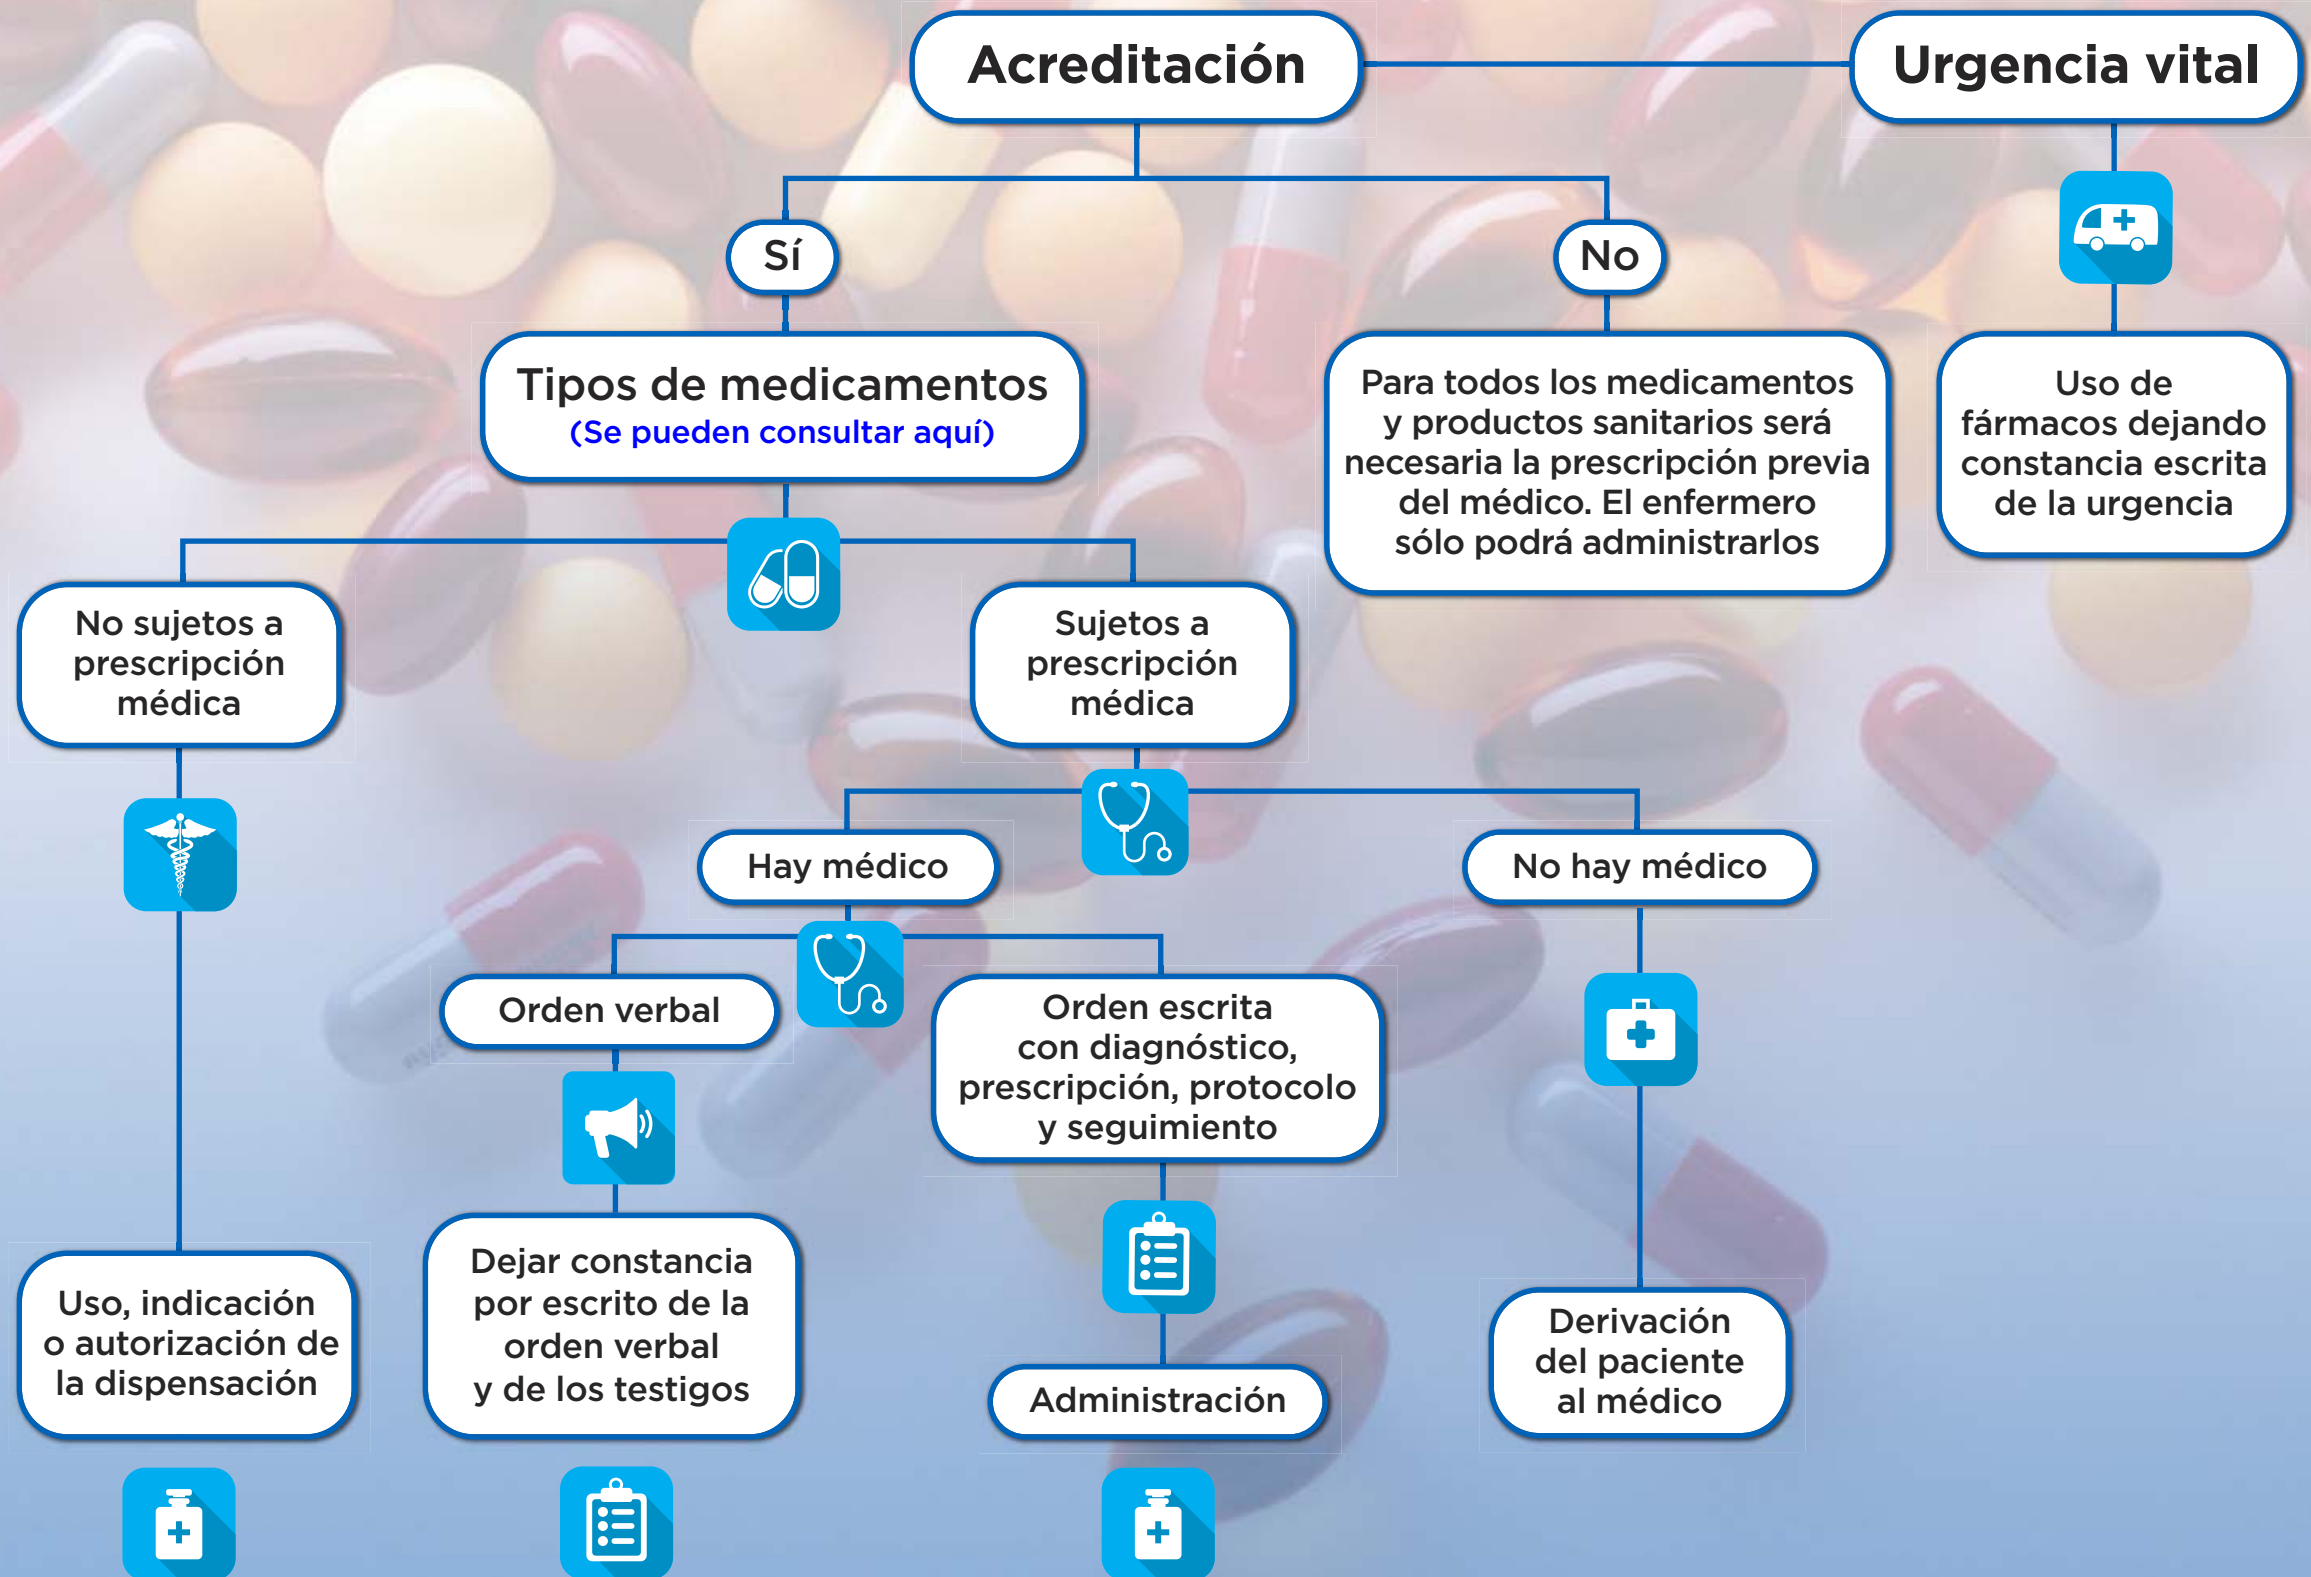 Acreditación
Urgencia vital
Sí
No
Tipos de medicamentos
(Se pueden consultar aquí)
Para todos los medicamentos
y productos sanitarios será
necesaria la prescripción previa
del médico. El enfermero
sólo podrá administrarlos
Uso de
fármacos dejando
constancia escrita
de la urgencia
No sujetos a
prescripción
médica
Sujetos a
prescripción
médica
Hay médico
No hay médico
Orden verbal
Orden escrita
con diagnóstico,
prescripción, protocolo
y seguimiento
Uso, indicación
o autorización de
la dispensación
Dejar constancia
por escrito de la
orden verbal
y de los testigos
Administración
Derivación
del paciente
al médico